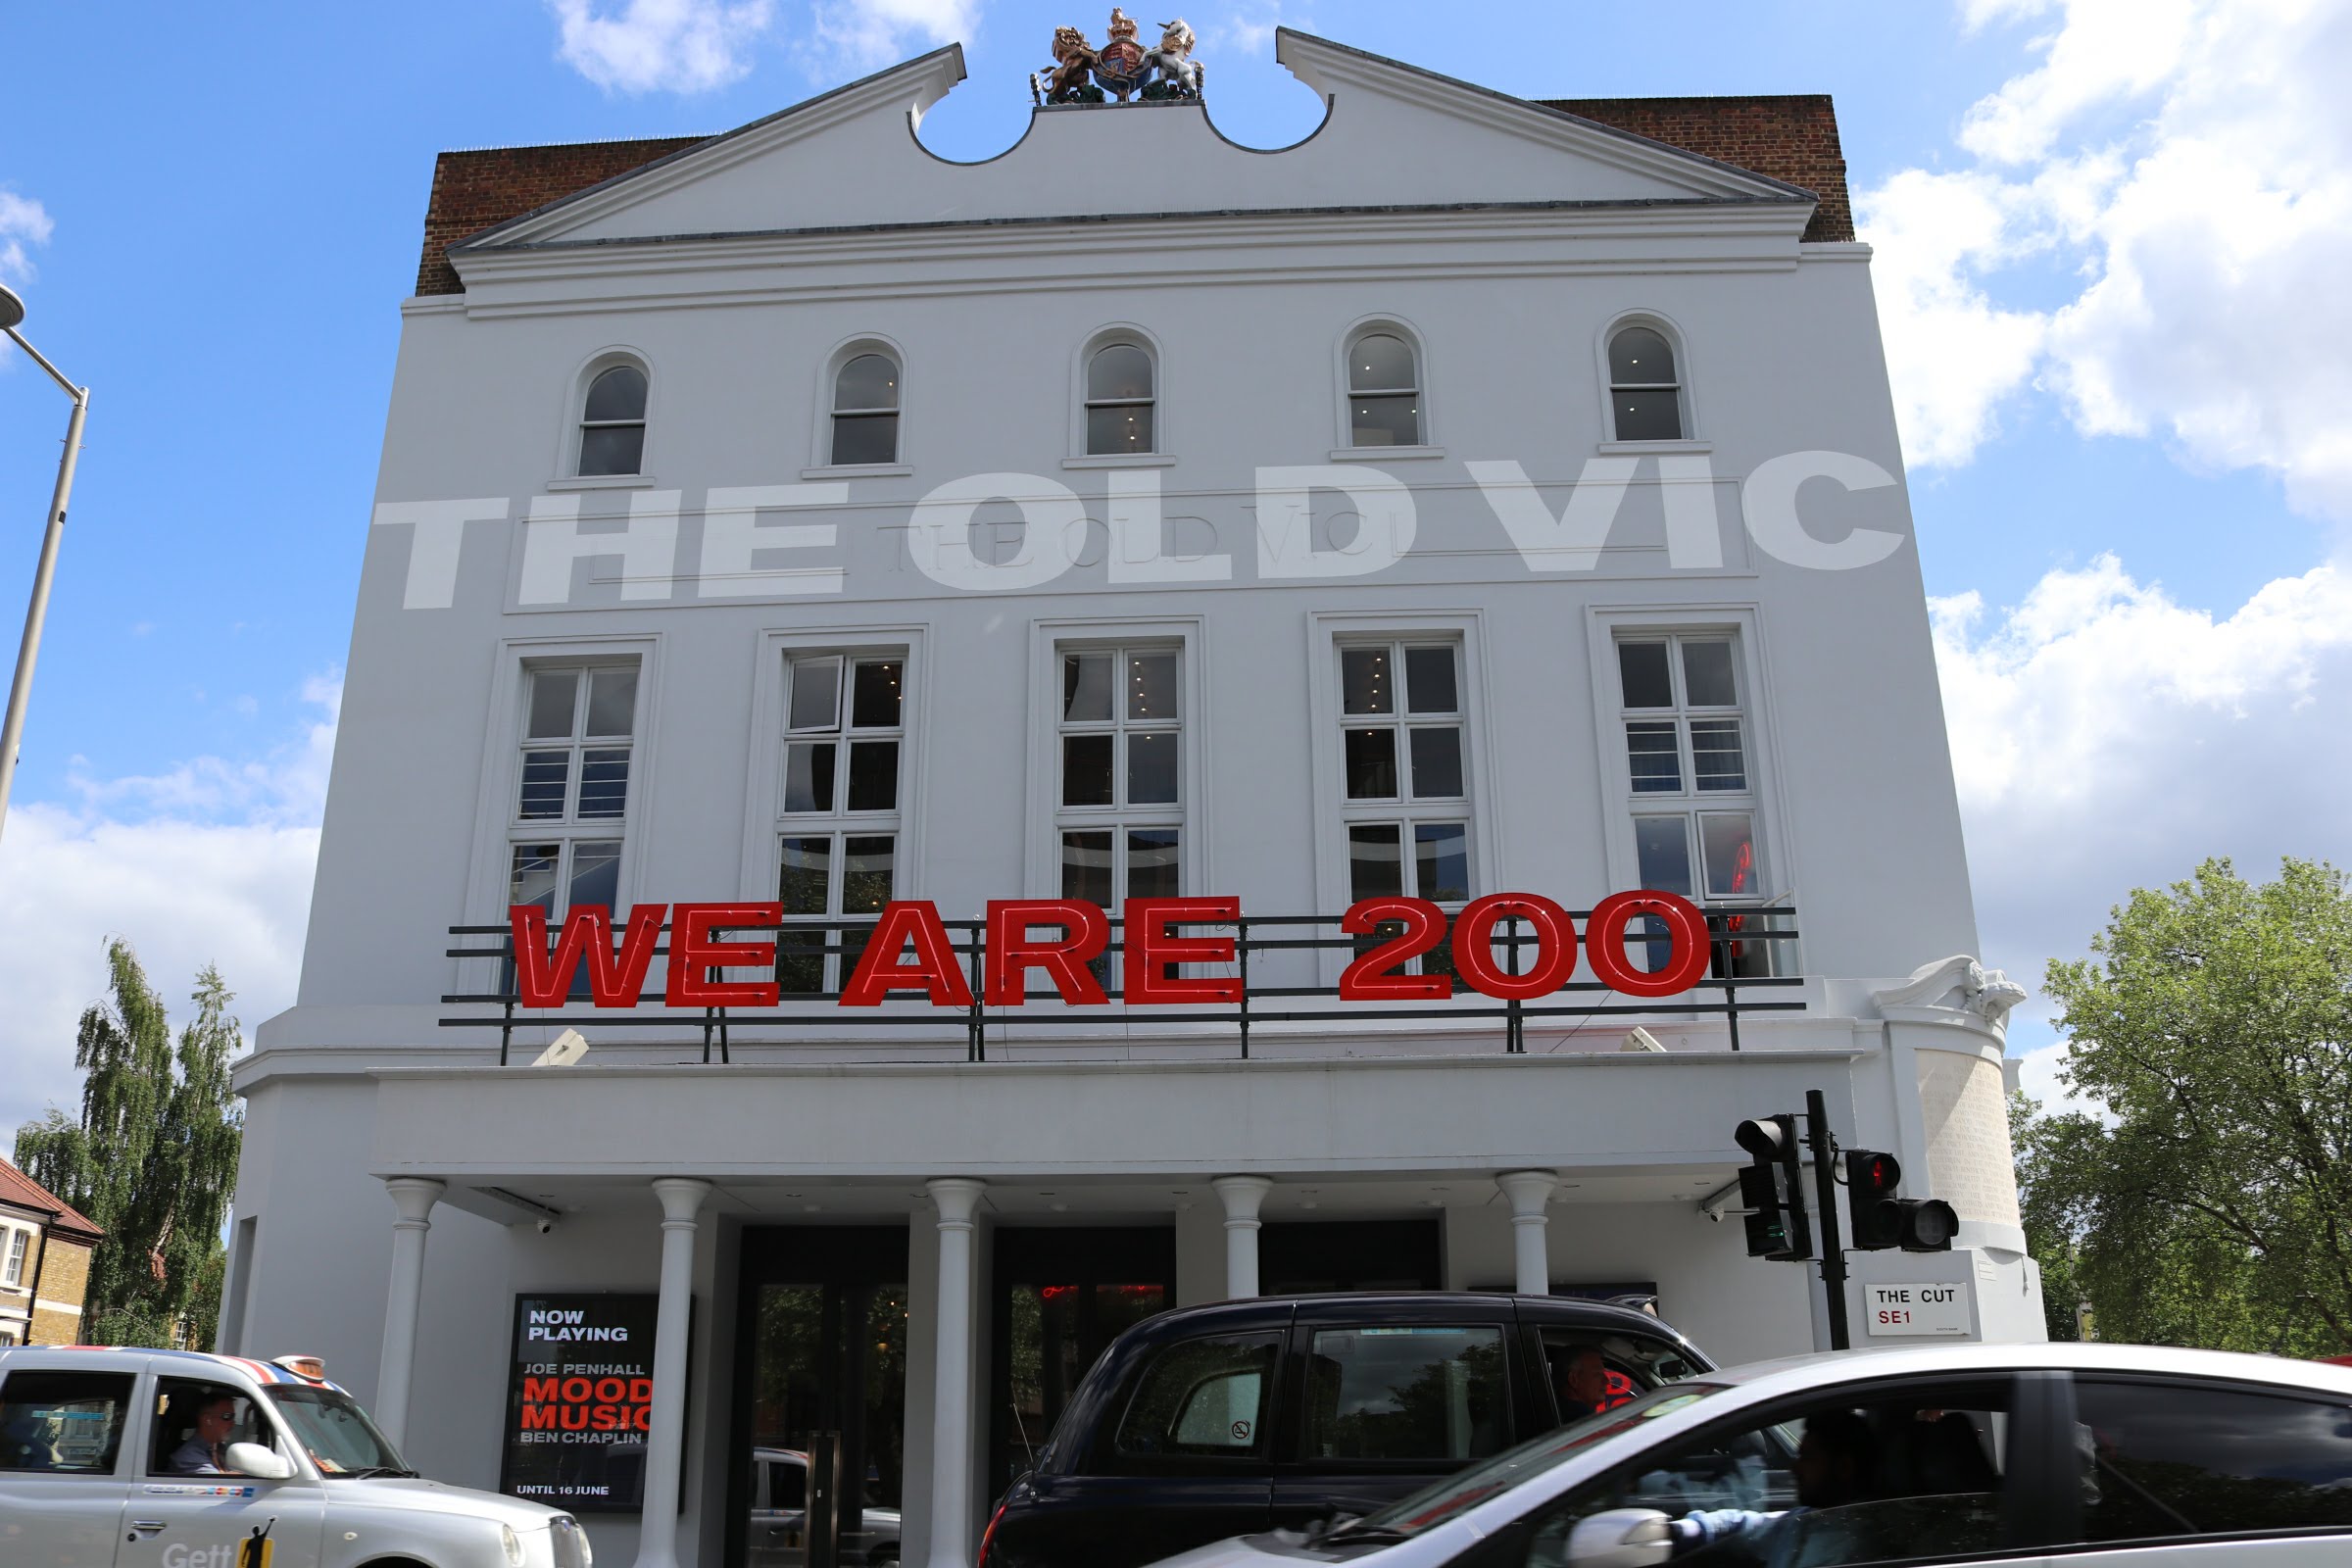 THE OLD VIC
THE OLD VIC
WE ARE 200
NOW
PLAYING
JOE PENHALL
MOOD
MUSIC
BEN CHAPLIN
UNTIL 16 JUNE
THE CUT
SE1
Gett